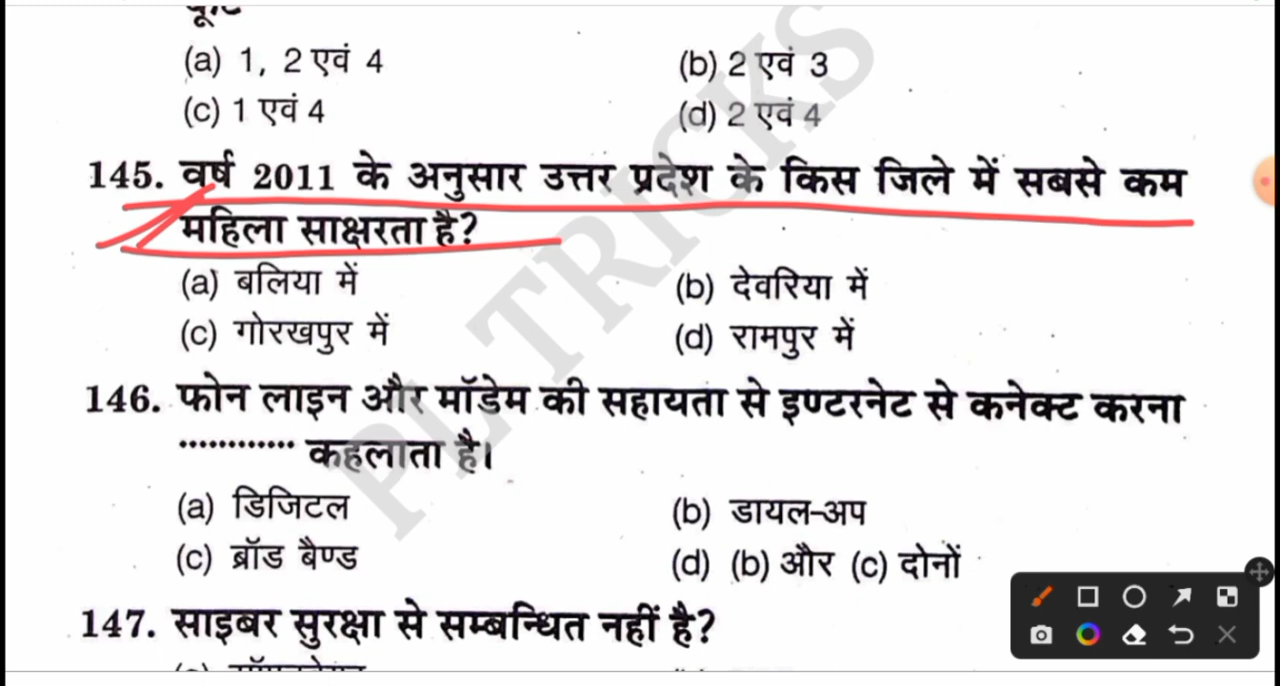 (a) 1, 2 एवं 4 (b) 2 एवं 3
(c) 1 एवं 4 (d) 2 एवं 4
145. वर्ष 2011 के अनुसार उत्तर प्रदेश के किस जिले में सबसे कम
महिला साक्षरता है?
(a) बलिया में (b) देवरिया में
(c) गोरखपुर में (d) रामपुर में
146. फोन लाइन और मॉडेम की सहायता से इण्टरनेट से कनेक्ट करना
............ कहलाता है।
(a) डिजिटल (b) डायल-अप
(c) ब्रॉड बैण्ड (d) (b) और (c) दोनों
147. साइबर सुरक्षा से सम्बन्धित नहीं है?
PL TRICKS